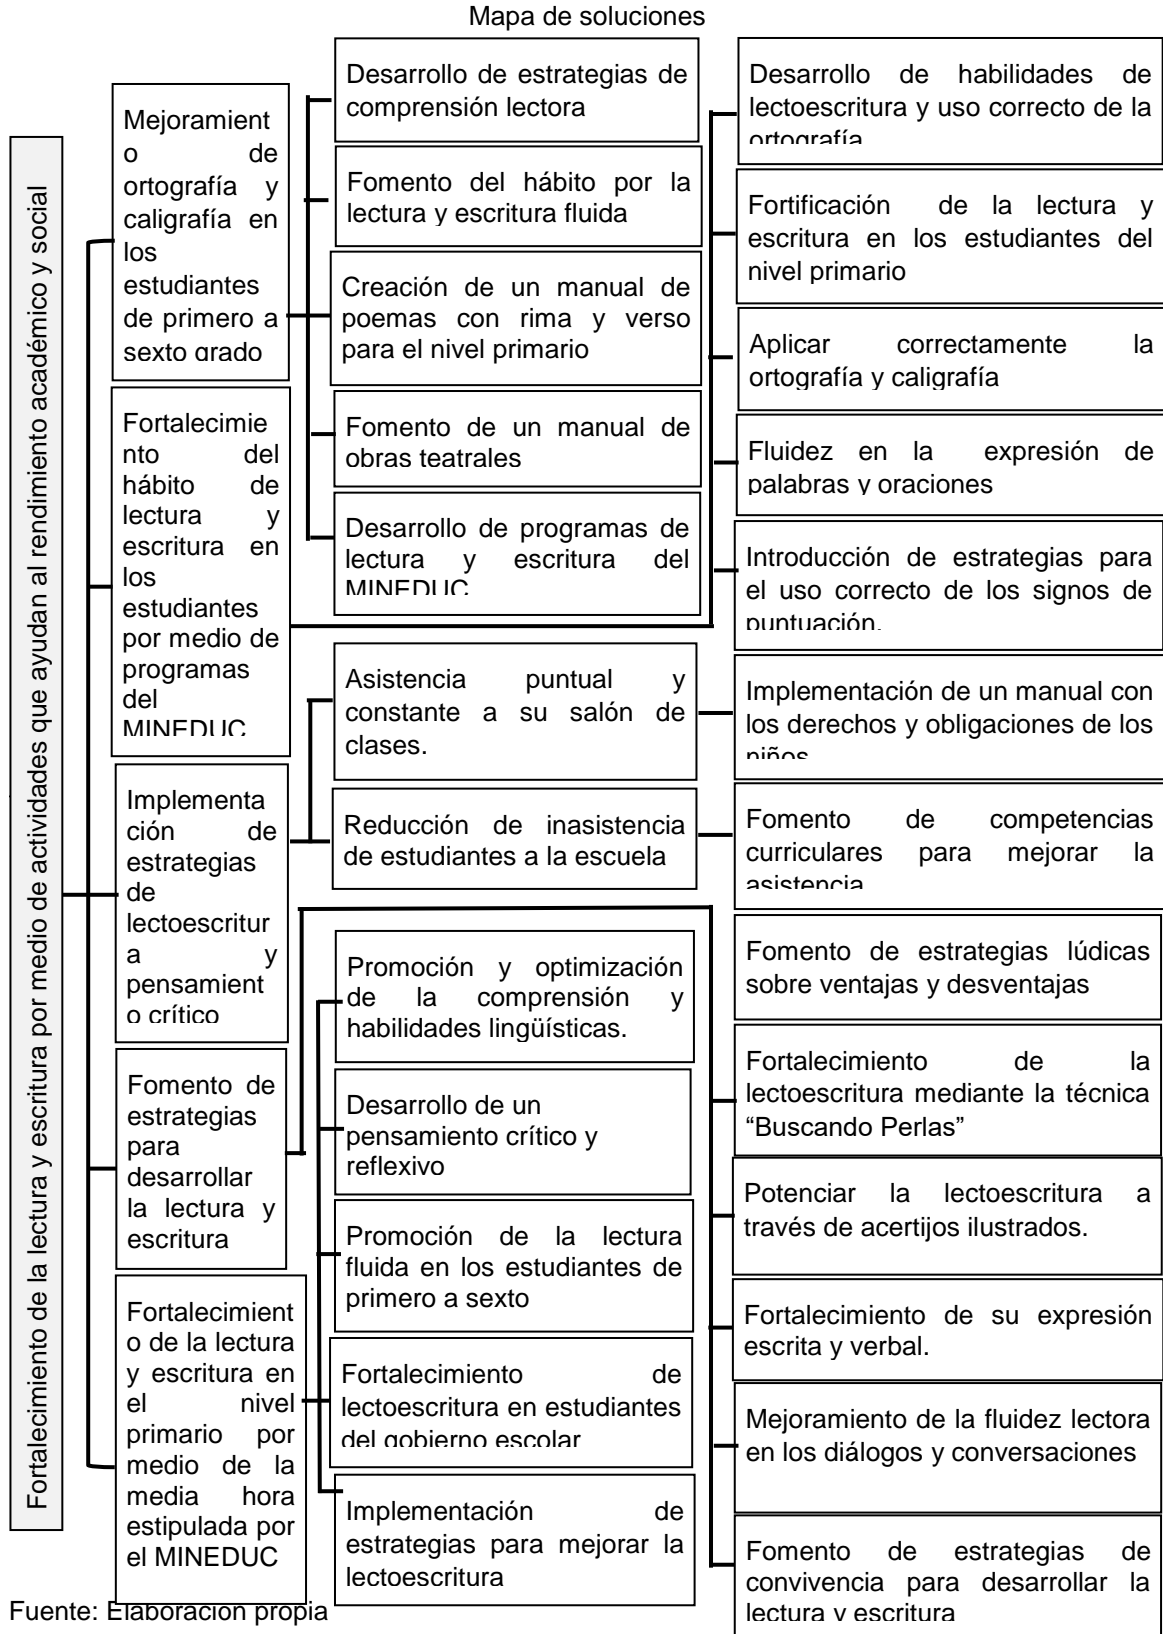 Mapa de soluciones
Fortalecimiento de la lectura y escritura por medio de actividades que ayudan al rendimiento académico y social
Mejoramient
o de
ortografía y
caligrafía en
los
estudiantes
de primero a
sexto grado
Fortalecimie
nto del
hábito de
lectura y
escritura en
los
estudiantes
por medio de
programas
del
MINEDUC
Implementa
ción de
estrategias
de
lectoescritur
a y
pensamient
o crítico
Fomento de
estrategias
para
desarrollar
la lectura y
escritura
Fortalecimient
o de la lectura
y escritura en
el nivel
primario por
medio de la
media hora
estipulada por
el MINEDUC
Desarrollo de estrategias de
comprensión lectora
Fomento del hábito por la
lectura y escritura fluida
Creación de un manual de
poemas con rima y verso
para el nivel primario
Fomento de un manual de
obras teatrales
Desarrollo de programas de
lectura y escritura del
MINEDUC
Asistencia puntual y
constante a su salón de
clases.
Reducción de inasistencia
de estudiantes a la escuela
Promoción y optimización
de la comprensión y
habilidades lingüísticas.
Desarrollo de un
pensamiento crítico y
reflexivo
Promoción de la lectura
fluida en los estudiantes de
primero a sexto
Fortalecimiento de
lectoescritura en estudiantes
del gobierno escolar
Implementación de
estrategias para mejorar la
lectoescritura
Desarrollo de habilidades de
lectoescritura y uso correcto de la
ortografía
Fortificación de la lectura y
escritura en los estudiantes del
nivel primario
Aplicar correctamente la
ortografía y caligrafía
Fluidez en la expresión de
palabras y oraciones
Introducción de estrategias para
el uso correcto de los signos de
puntuación.
Implementación de un manual con
los derechos y obligaciones de los
niños
Fomento de competencias
curriculares para mejorar la
asistencia
Fomento de estrategias lúdicas
sobre ventajas y desventajas
Fortalecimiento de la
lectoescritura mediante la técnica
“Buscando Perlas”
Potenciar la lectoescritura a
través de acertijos ilustrados.
Fortalecimiento de su expresión
escrita y verbal.
Mejoramiento de la fluidez lectora
en los diálogos y conversaciones
Fomento de estrategias de
convivencia para desarrollar la
lectura y escritura
Fuente: Elaboración propia